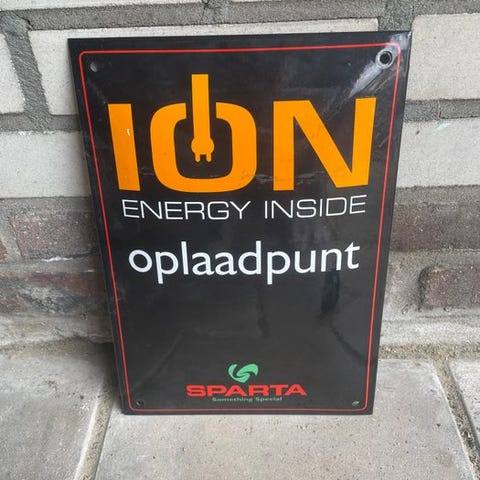 ION
ENERGY INSIDE
oplaadpunt
SPARTA
Something Special